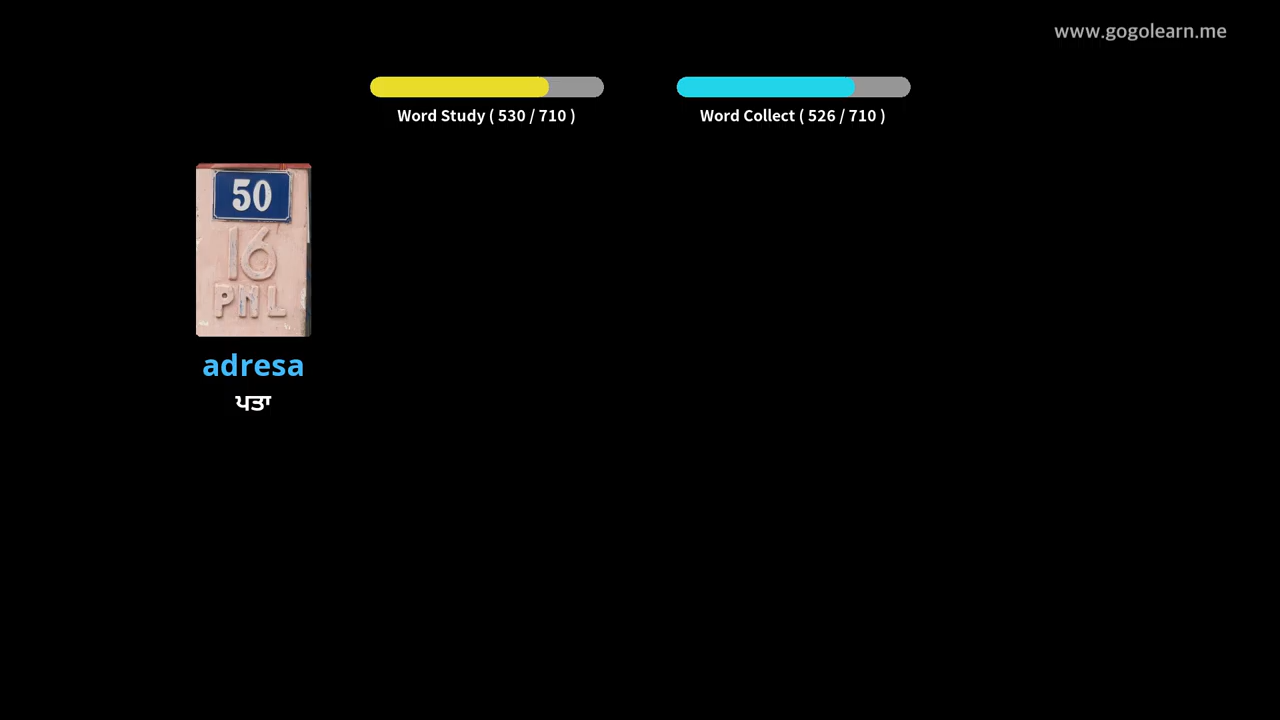 www.gogolearn.me
Word Study ( 530 / 710 )
Word Collect ( 526 / 710 )
50
16
PNL
adresa
ਪਤਾ